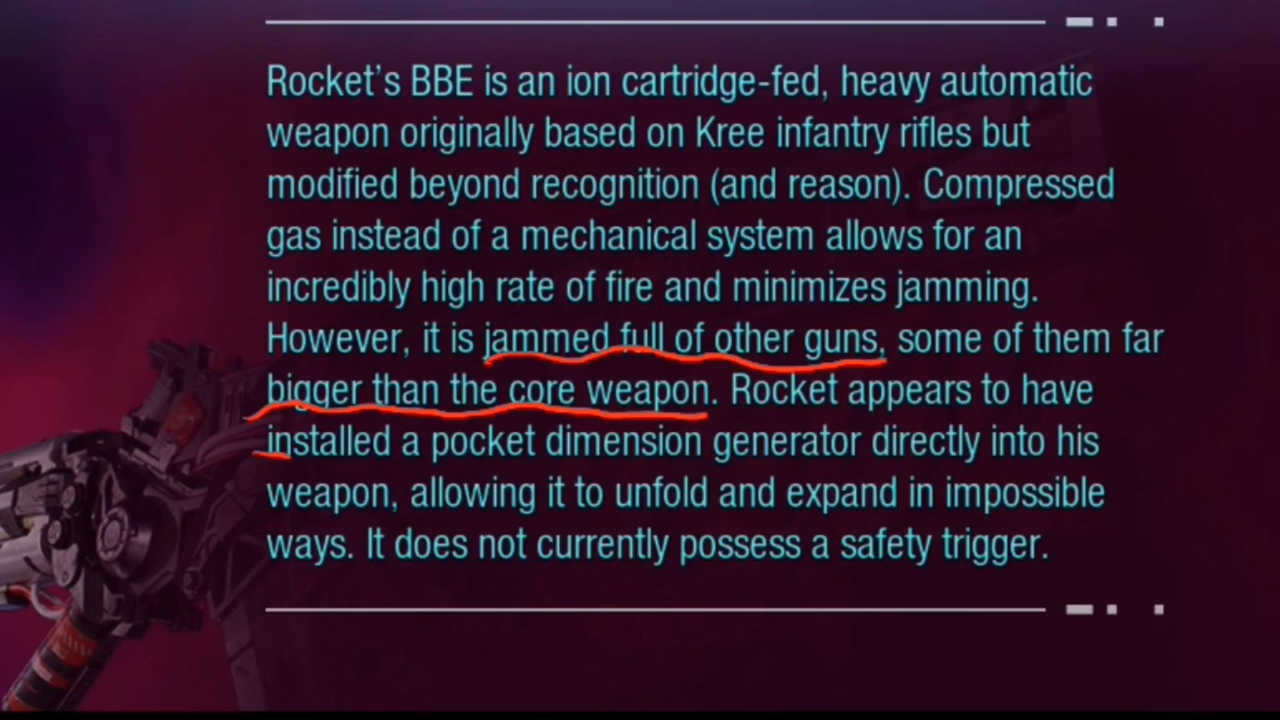 Rocket’s BBE is an ion cartridge-fed, heavy automatic
weapon originally based on Kree infantry rifles but
modified beyond recognition (and reason). Compressed
gas instead of a mechanical system allows for an
incredibly high rate of fire and minimizes jamming.
However, it is jammed full of other guns, some of them far
bigger than the core weapon. Rocket appears to have
installed a pocket dimension generator directly into his
weapon, allowing it to unfold and expand in impossible
ways. It does not currently possess a safety trigger.